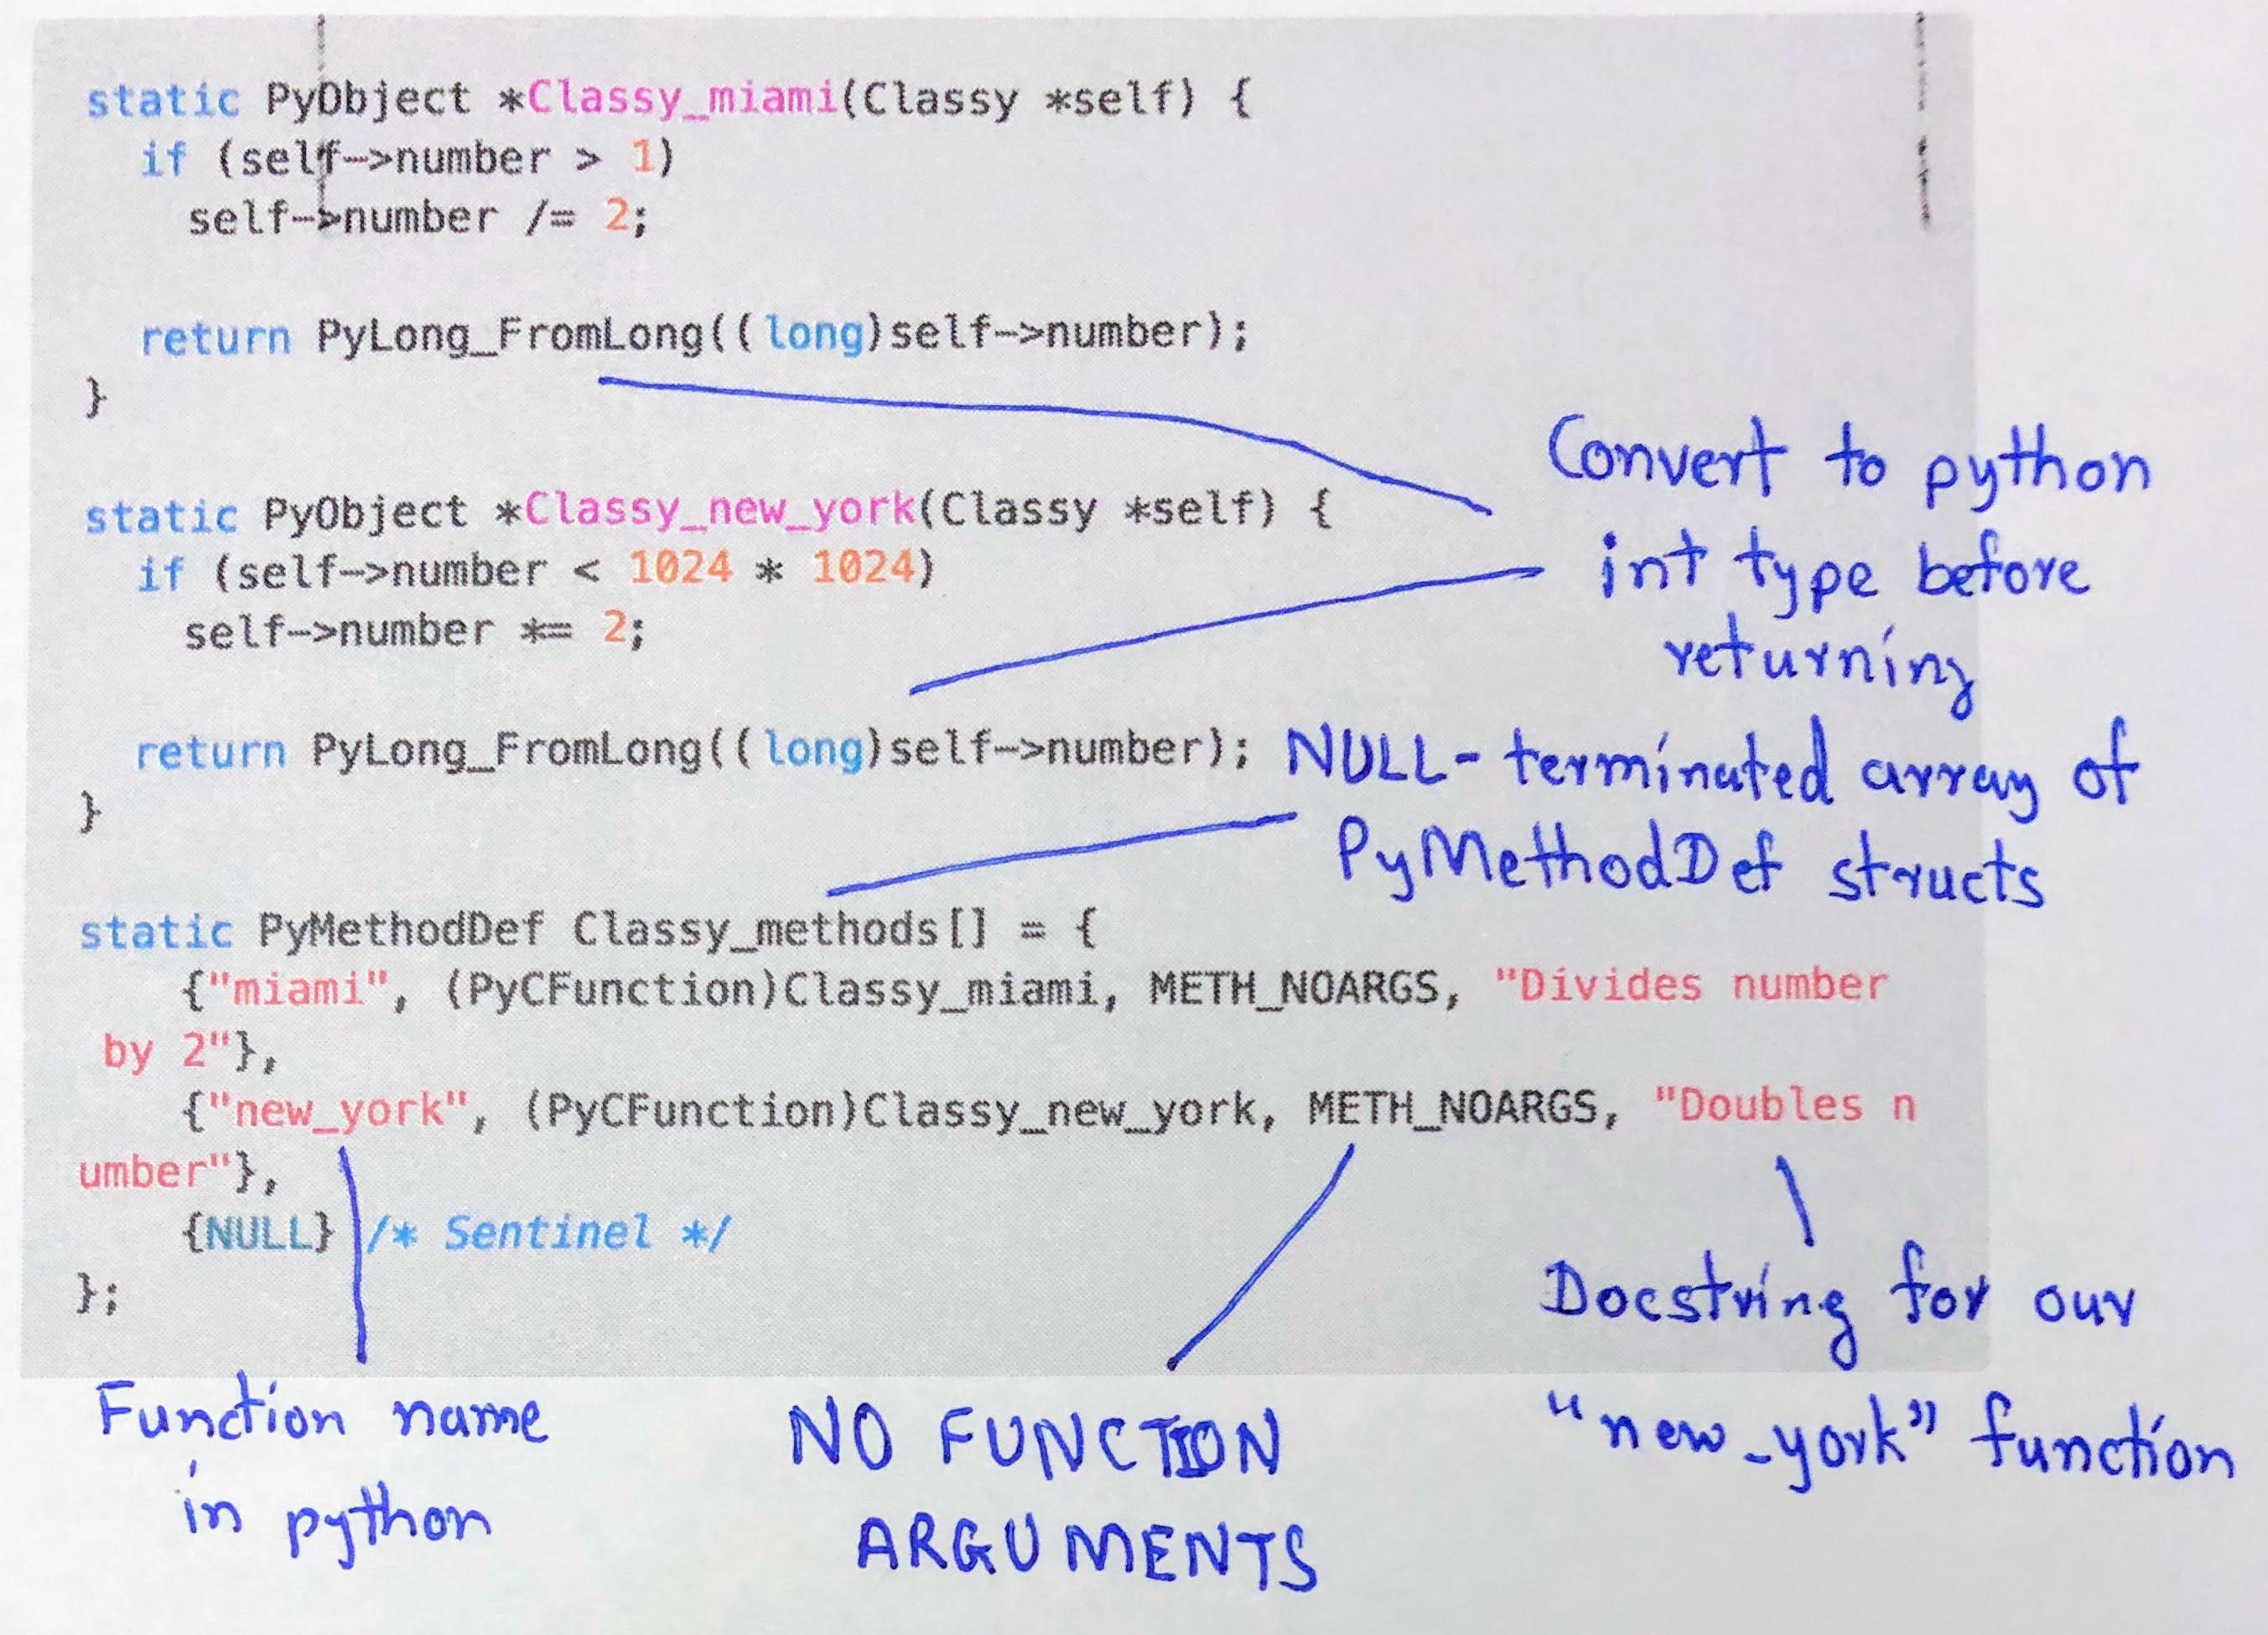 static PyObject *Classy_miami(Classy *self) {
if (self->number > 1)
self->number /= 2;
return PyLong_FromLong((long)self->number);
}
Convert to python
int type before
returning
static PyObject *Classy_new_york(Classy *self) {
if (self->number < 1024 * 1024)
self->number *= 2;
return PyLong_FromLong((long)self->number);
}
NULL-terminated array of
PyMethodDef structs
static PyMethodDef Classy_methods[] = {
{"miami", (PyCFunction)Classy_miami, METH_NOARGS, "Divides number
by 2"},
{"new_york", (PyCFunction)Classy_new_york, METH_NOARGS, "Doubles n
umber"},
{NULL} /* Sentinel */
};
Function name
in python
NO FUNCTION
ARGUMENTS
Docstring for our
"new_york" function